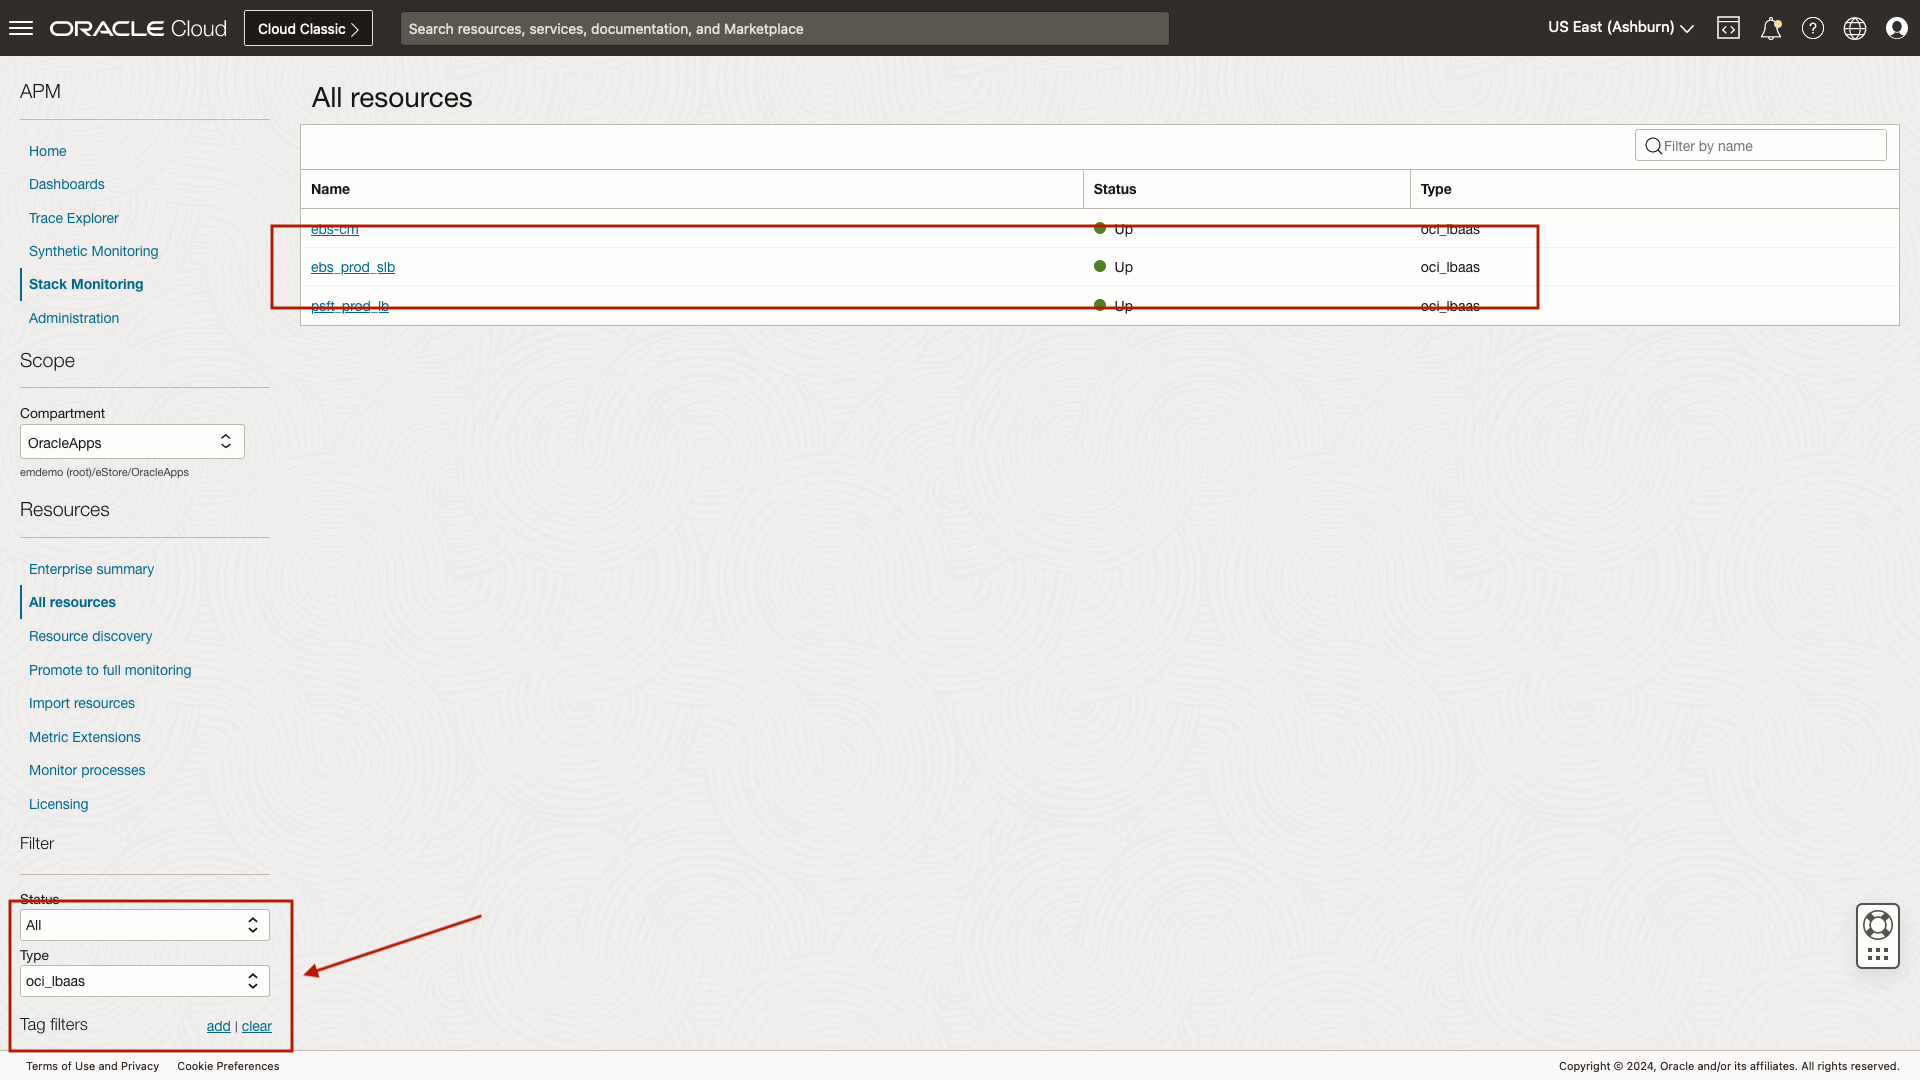 ORACLE Cloud
Cloud Classic
Search resources, services, documentation, and Marketplace
US East (Ashburn)
APM
Home
Dashboards
Trace Explorer
Synthetic Monitoring
Stack Monitoring
Administration
Scope
Compartment
OracleApps
emdemo (root)/eStore/OracleApps
Resources
Enterprise summary
All resources
Resource discovery
Promote to full monitoring
Import resources
Metric Extensions
Monitor processes
Licensing
Filter
Status
All
Type
oci_lbaas
Tag filters add | clear
All resources
Filter by name
Name Status Type
ebs-cm Up oci_lbaas
ebs_prod_slb Up oci_lbaas
psft_prod_lb Up oci_lbaas
Terms of Use and Privacy Cookie Preferences
Copyright © 2024, Oracle and/or its affiliates. All rights reserved.